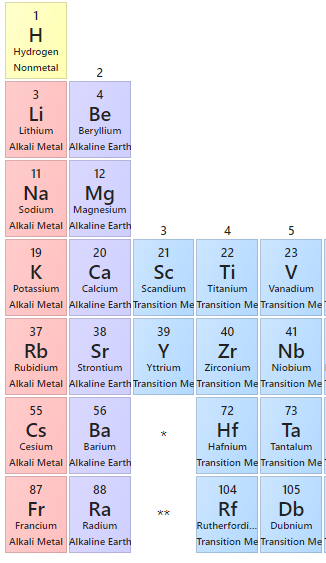 1
H
Hydrogen
Nonmetal
2
3
Li
Lithium
Alkali Metal
4
Be
Beryllium
Alkaline Earth
11
Na
Sodium
Alkali Metal
12
Mg
Magnesium
Alkaline Earth
3
4
5
19
K
Potassium
Alkali Metal
20
Ca
Calcium
Alkaline Earth
21
Sc
Scandium
Transition Me
22
Ti
Titanium
Transition Me
23
V
Vanadium
Transition Me
37
Rb
Rubidium
Alkali Metal
38
Sr
Strontium
Alkaline Earth
39
Y
Yttrium
Transition Me
40
Zr
Zirconium
Transition Me
41
Nb
Niobium
Transition Me
55
Cs
Cesium
Alkali Metal
56
Ba
Barium
Alkaline Earth
*
72
Hf
Hafnium
Transition Me
73
Ta
Tantalum
Transition Me
87
Fr
Francium
Alkali Metal
88
Ra
Radium
Alkaline Earth
**
104
Rf
Rutherfordi...
Transition Me
105
Db
Dubnium
Transition Me